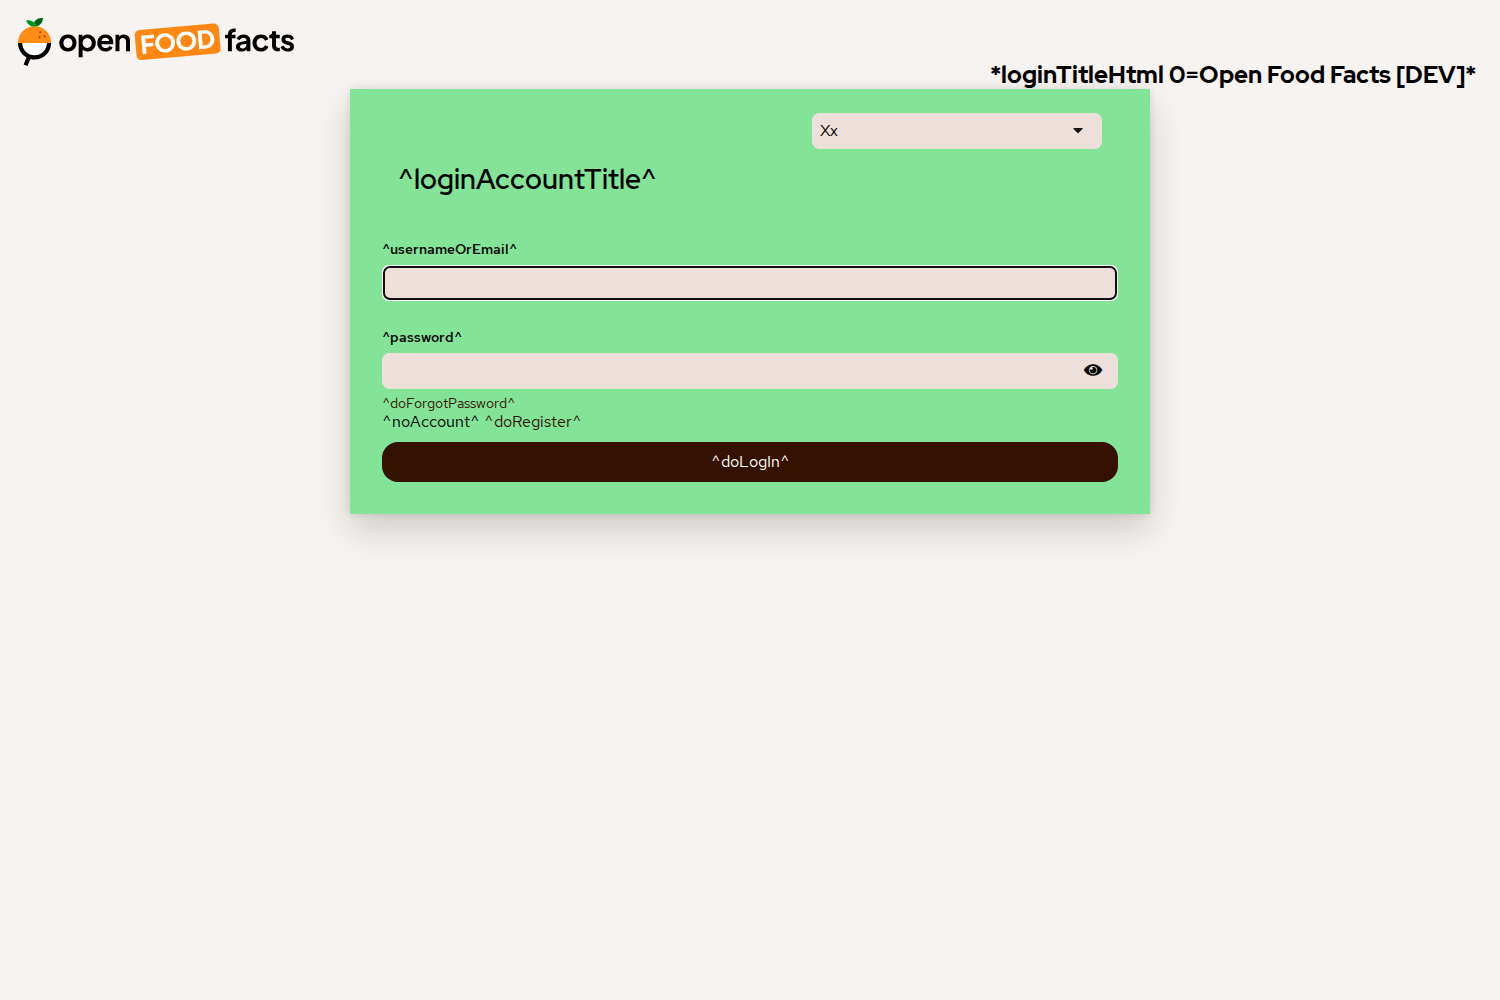 open FOOD facts
*loginTitleHtml 0=Open Food Facts [DEV]*
Xx
^loginAccountTitle^
^usernameOrEmail^
^password^
^doForgotPassword^
^noAccount^ ^doRegister^
^doLogIn^